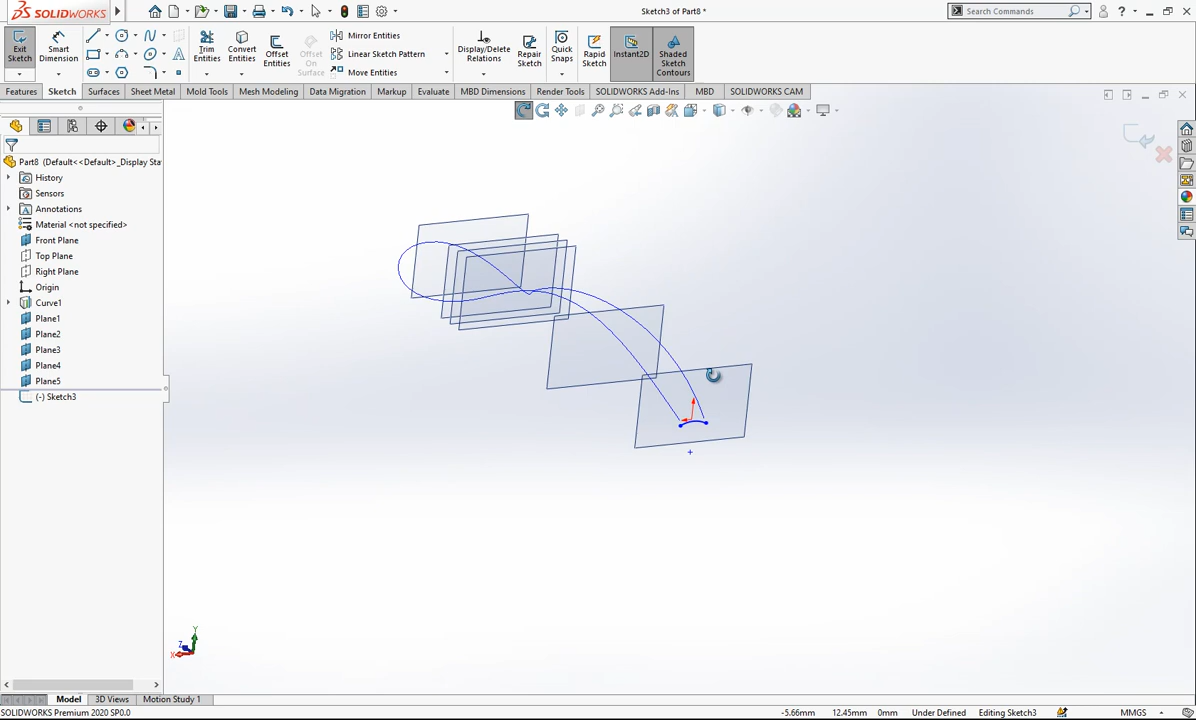 SOLIDWORKS
Sketch3 of Part8 *
Search Commands
Exit Sketch
Smart Dimension
Trim Entities
Convert Entities
Offset Entities
Offset On Surface
Mirror Entities
Linear Sketch Pattern
Move Entities
Display/Delete Relations
Repair Sketch
Quick Snaps
Rapid Sketch
Instant2D
Shaded Sketch Contours
Features Sketch Surfaces Sheet Metal Mold Tools Mesh Modeling Data Migration Markup Evaluate MBD Dimensions Render Tools SOLIDWORKS Add-Ins MBD SOLIDWORKS CAM
Part8 (Default<<Default>_Display Sta
History
Sensors
Annotations
Material <not specified>
Front Plane
Top Plane
Right Plane
Origin
Curve1
Plane1
Plane2
Plane3
Plane4
Plane5
(-) Sketch3
Y
Z
X
Model 3D Views Motion Study 1
SOLIDWORKS Premium 2020 SP0.0 -5.66mm 12.45mm 0mm Under Defined Editing Sketch3 MMGS